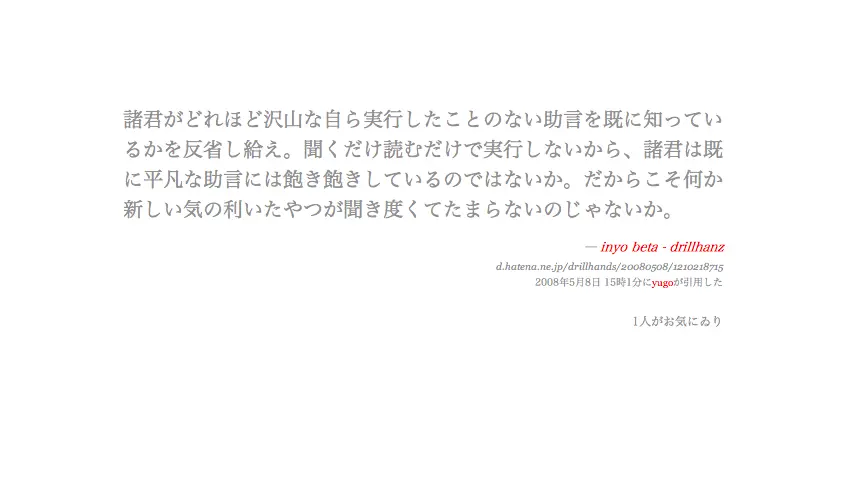 諸君がどれほど沢山な自ら実行したことのない助言を既に知ってい
るかを反省し給え。聞くだけ読むだけで実行しないから、諸君は既
に平凡な助言には飽き飽きしているのではないか。だからこそ何か
新しい気の利いたやつが聞き度くてたまらないのじゃないか。
— inyo beta - drillhanz
d.hatena.ne.jp/drillhands/20080508/1210218715
2008年5月8日 15時1分にyugoが引用した
1人がお気にゐり